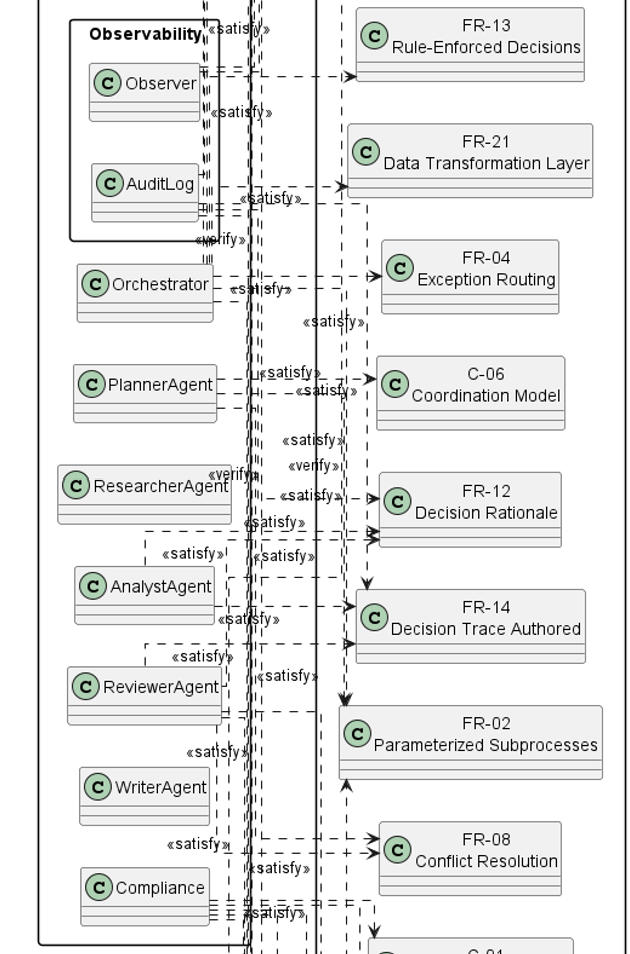 Observability
C Observer
C AuditLog
C Orchestrator
C PlannerAgent
C ResearcherAgent
C AnalystAgent
C ReviewerAgent
C WriterAgent
C Compliance
«satisfy»
«satisfy»
«satisfy»
«verify»
«satisfy»
«satisfy»
«satisfy»
«satisfy»
«satisfy»
«verify»
«verify»
«satisfy»
«satisfy»
«satisfy»
«satisfy»
«satisfy»
«satisfy»
«satisfy»
«satisfy»
«satisfy»
«satisfy»
«satisfy»
C FR-13
Rule-Enforced Decisions
C FR-21
Data Transformation Layer
C FR-04
Exception Routing
C C-06
Coordination Model
C FR-12
Decision Rationale
C FR-14
Decision Trace Authored
C FR-02
Parameterized Subprocesses
C FR-08
Conflict Resolution